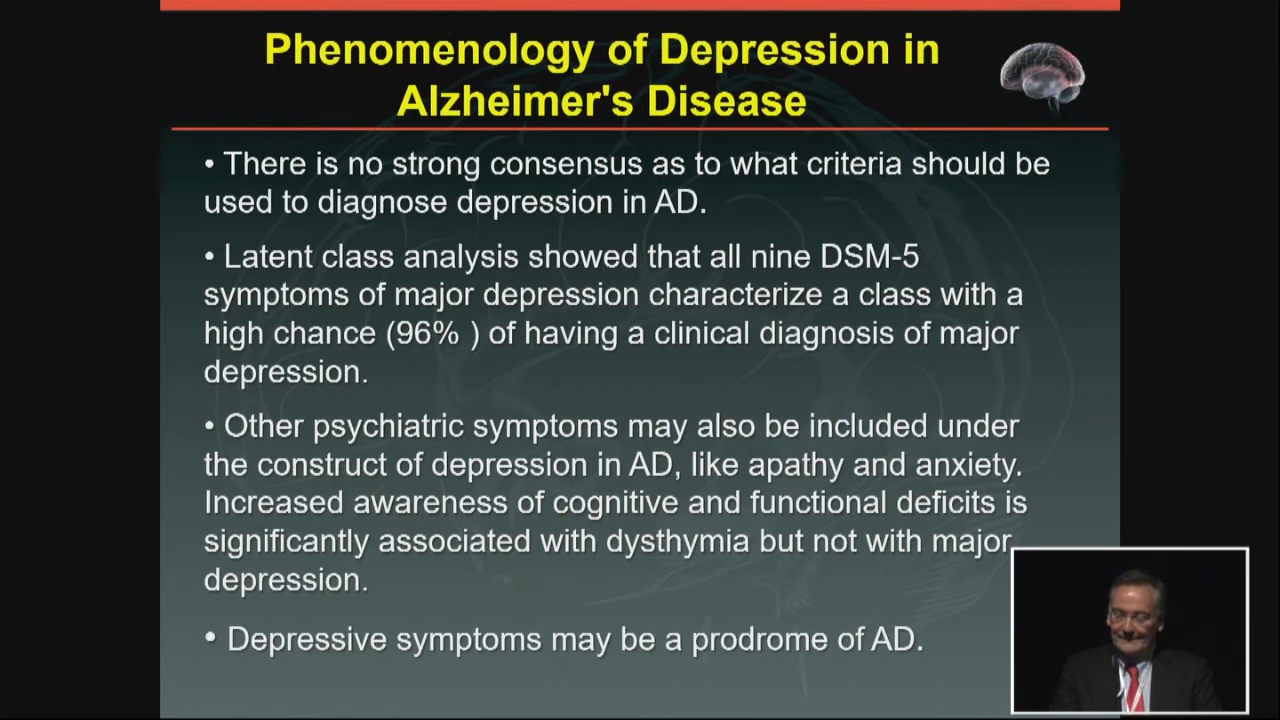 Phenomenology of Depression in
Alzheimer's Disease
• There is no strong consensus as to what criteria should be
used to diagnose depression in AD.
• Latent class analysis showed that all nine DSM-5
symptoms of major depression characterize a class with a
high chance (96% ) of having a clinical diagnosis of major
depression.
• Other psychiatric symptoms may also be included under
the construct of depression in AD, like apathy and anxiety.
Increased awareness of cognitive and functional deficits is
significantly associated with dysthymia but not with major
depression.
• Depressive symptoms may be a prodrome of AD.